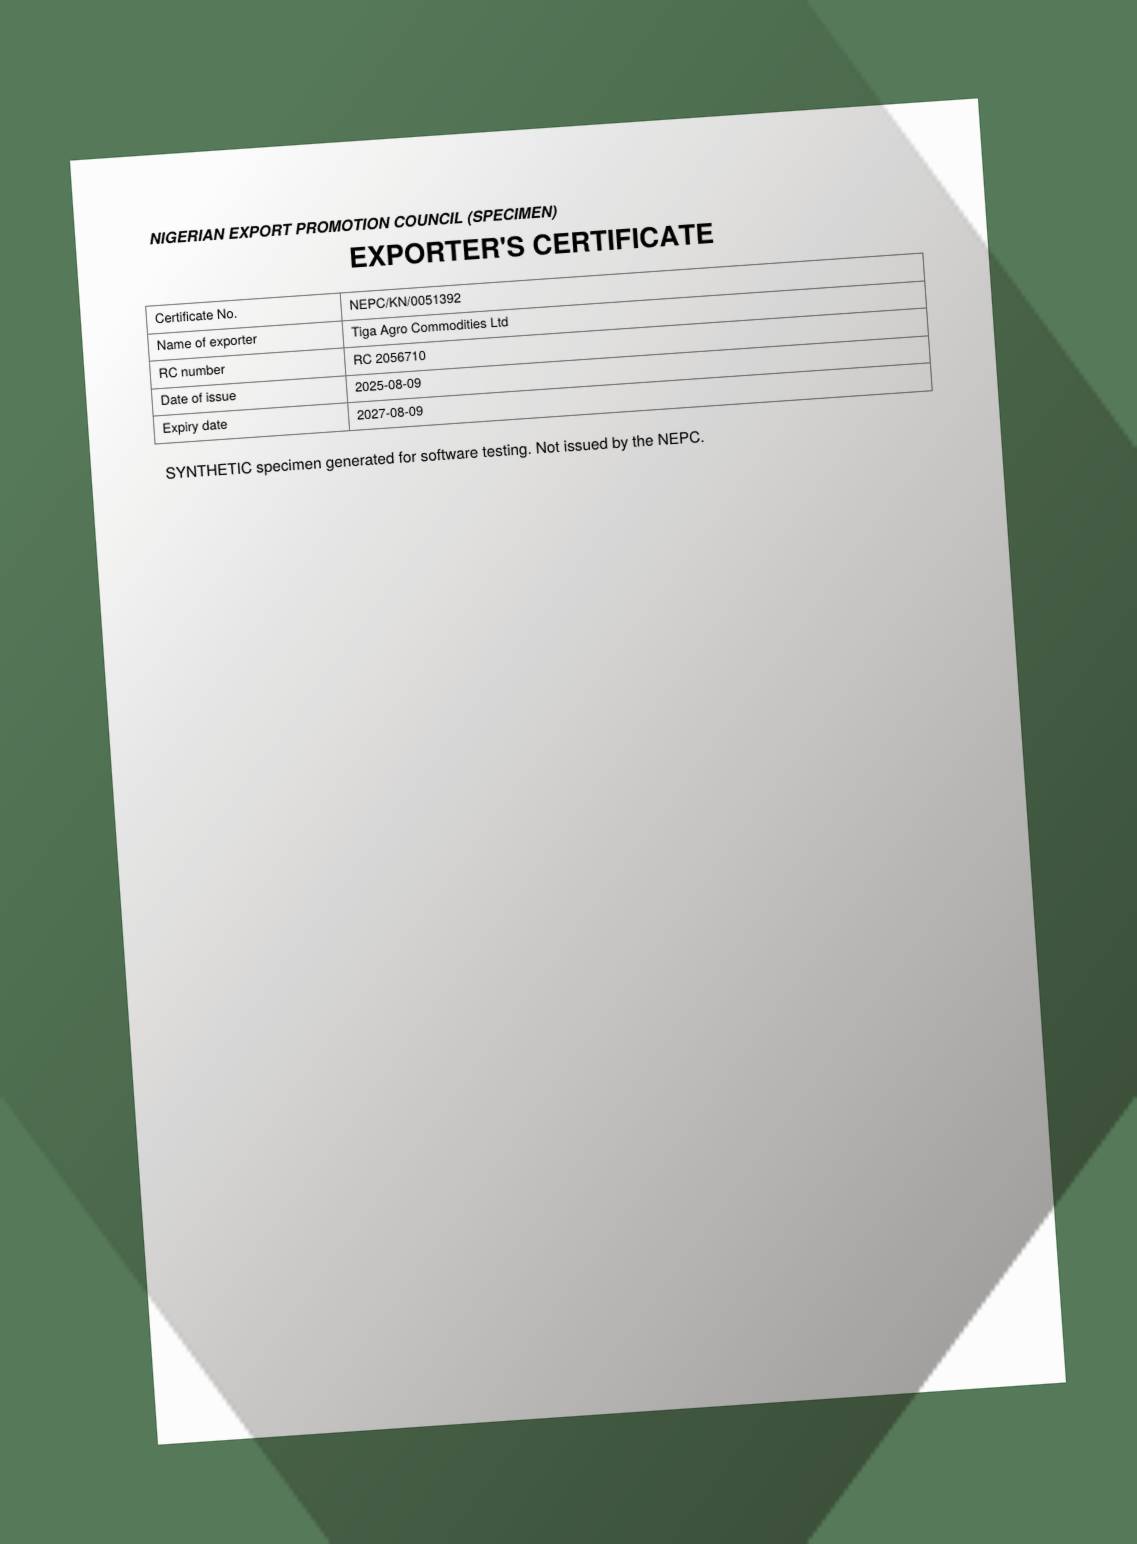 NIGERIAN EXPORT PROMOTION COUNCIL (SPECIMEN)
EXPORTER'S CERTIFICATE
Certificate No. NEPC/KN/0051392
Name of exporter Tiga Agro Commodities Ltd
RC number RC 2056710
Date of issue 2025-08-09
Expiry date 2027-08-09
SYNTHETIC specimen generated for software testing. Not issued by the NEPC.